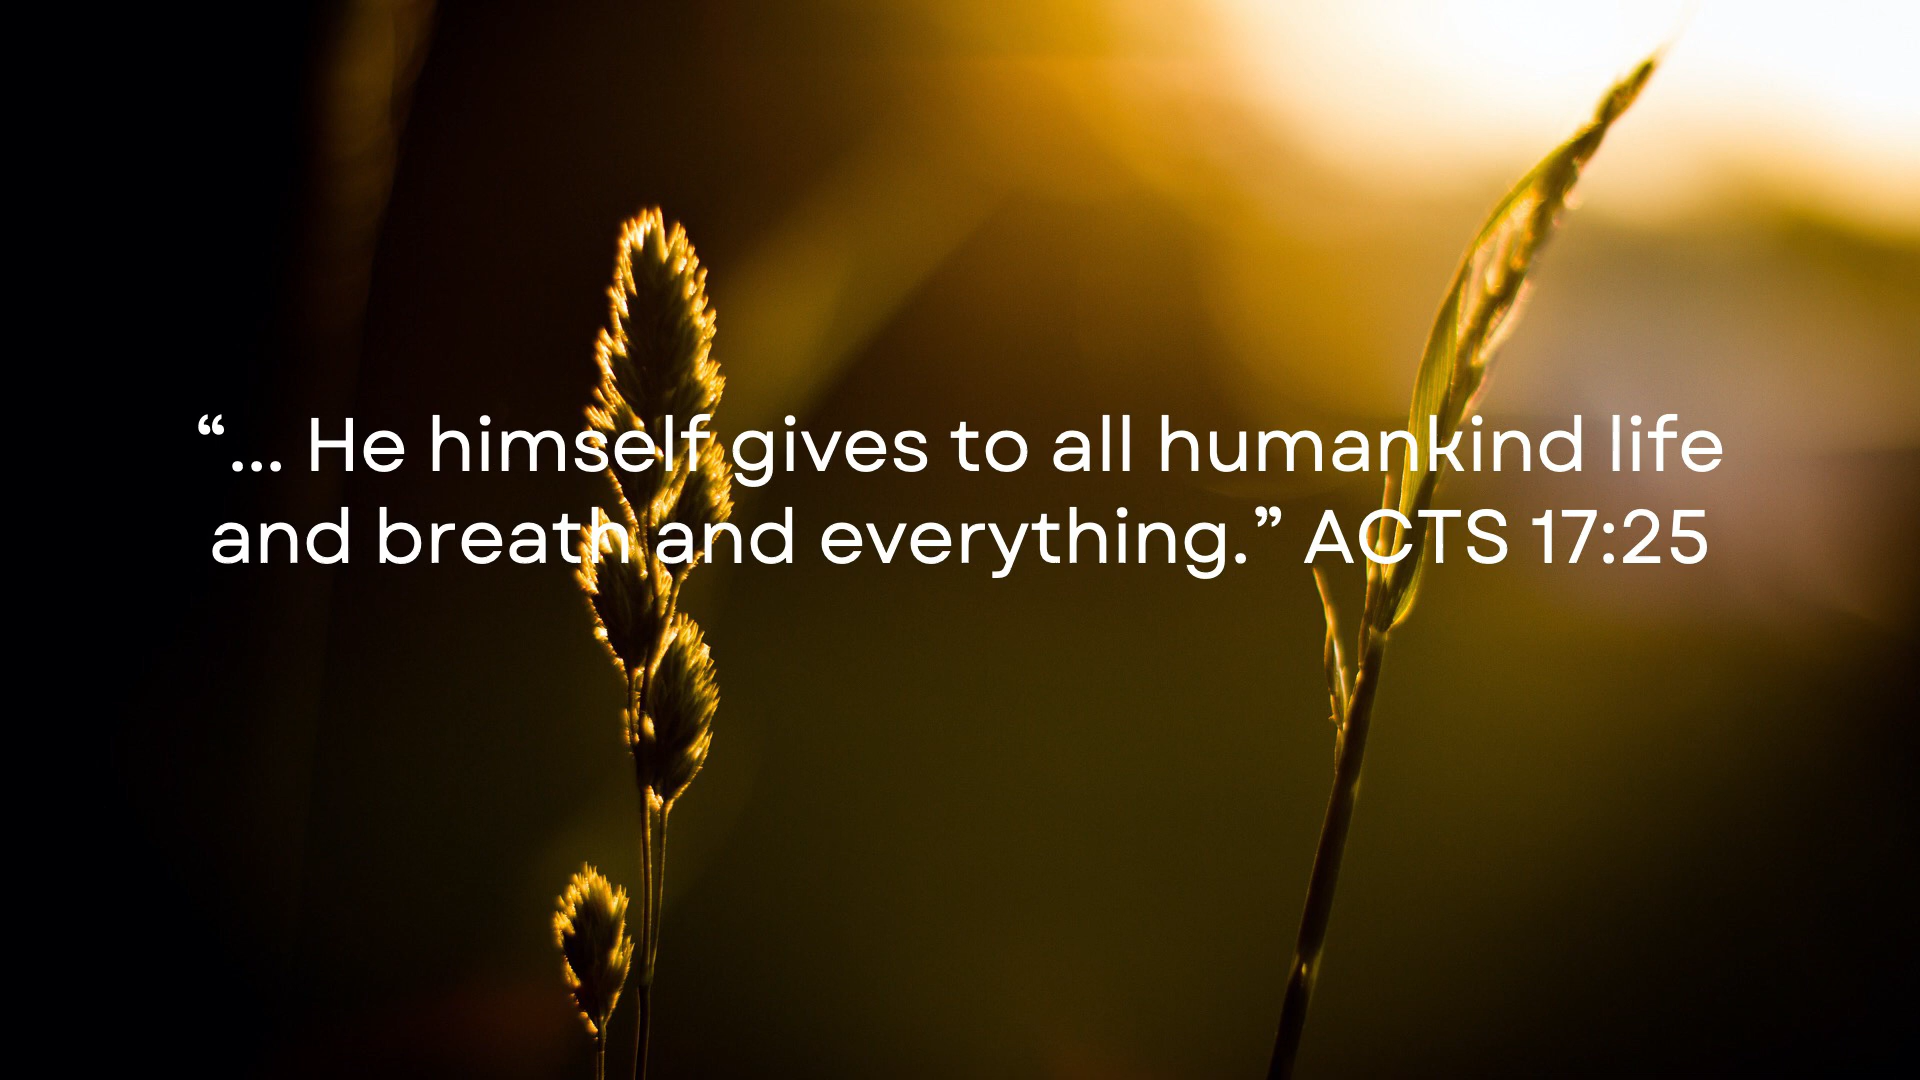 “... He himself gives to all humankind life
and breath and everything.” ACTS 17:25